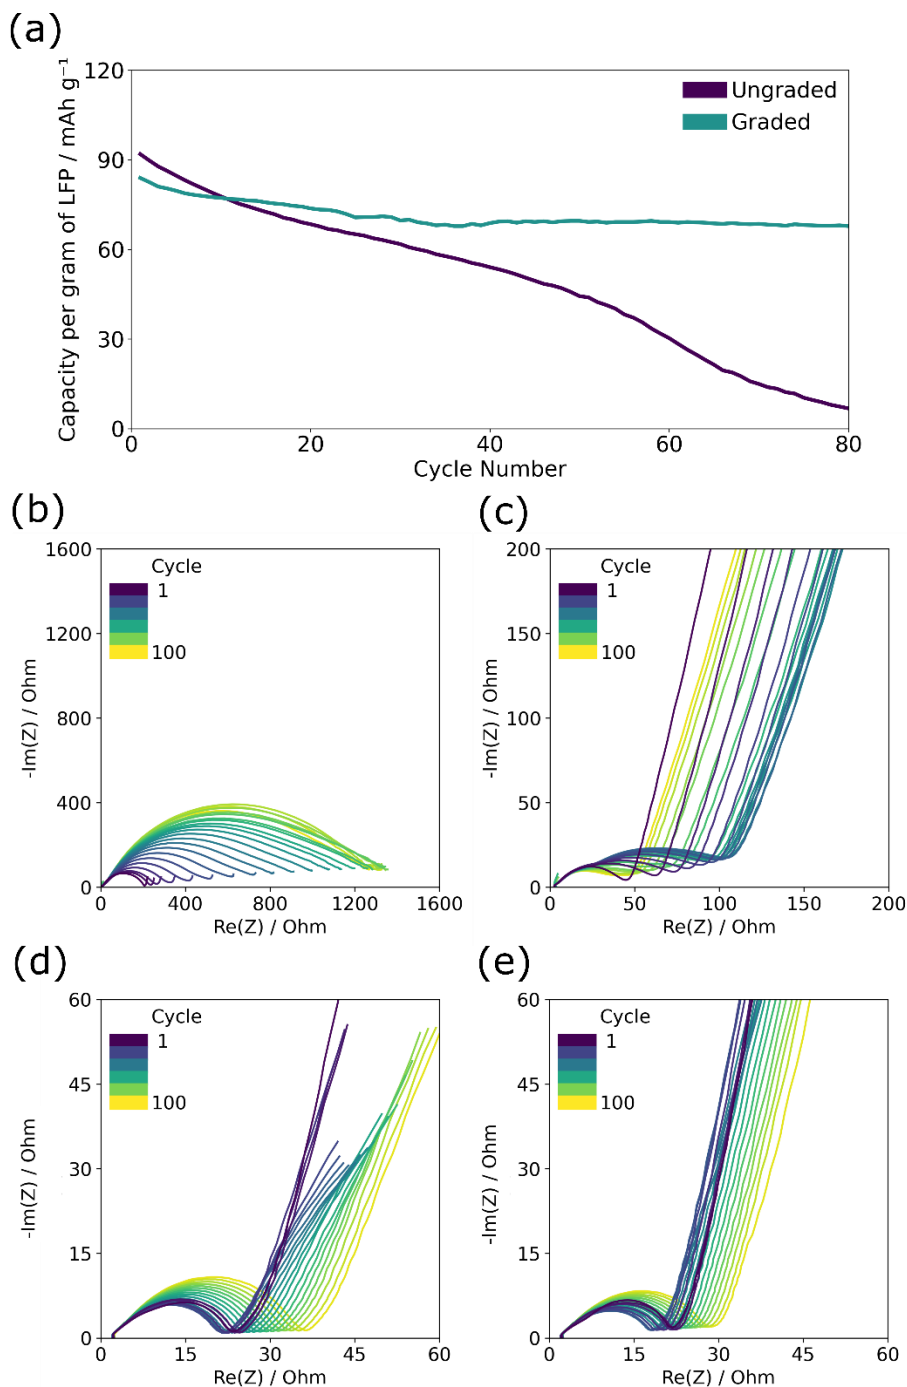 (a)
Capacity per gram of LFP / mAh g⁻¹
120
90
60
30
0
Ungraded
Graded
0 20 40 60 80
Cycle Number
(b)
-Im(Z) / Ohm
1600
1200
800
400
0
Cycle
1
100
0 400 800 1200 1600
Re(Z) / Ohm
(c)
-Im(Z) / Ohm
200
150
100
50
0
Cycle
1
100
0 50 100 150 200
Re(Z) / Ohm
(d)
-Im(Z) / Ohm
60
45
30
15
0
Cycle
1
100
0 15 30 45 60
Re(Z) / Ohm
(e)
-Im(Z) / Ohm
60
45
30
15
0
Cycle
1
100
0 15 30 45 60
Re(Z) / Ohm